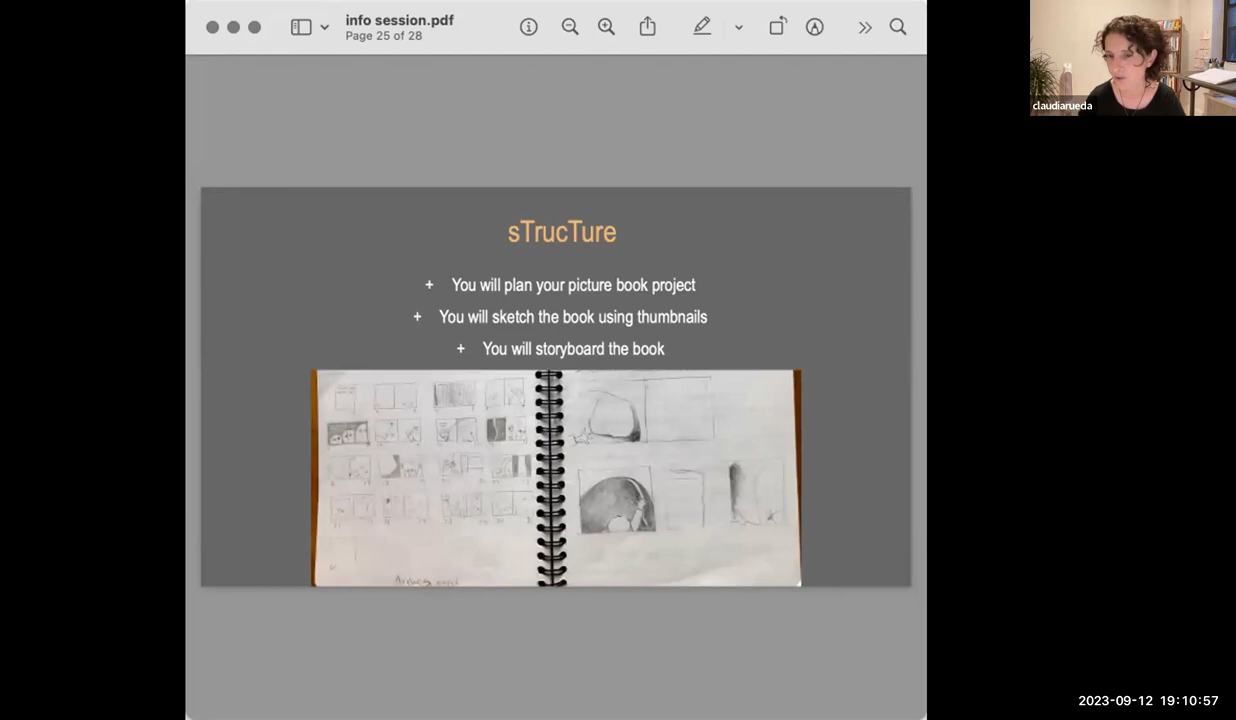 info session.pdf
Page 25 of 28
claudiarueda
sTrucTure
+ You will plan your picture book project
+ You will sketch the book using thumbnails
+ You will storyboard the book
2023-09-12 19:10:57